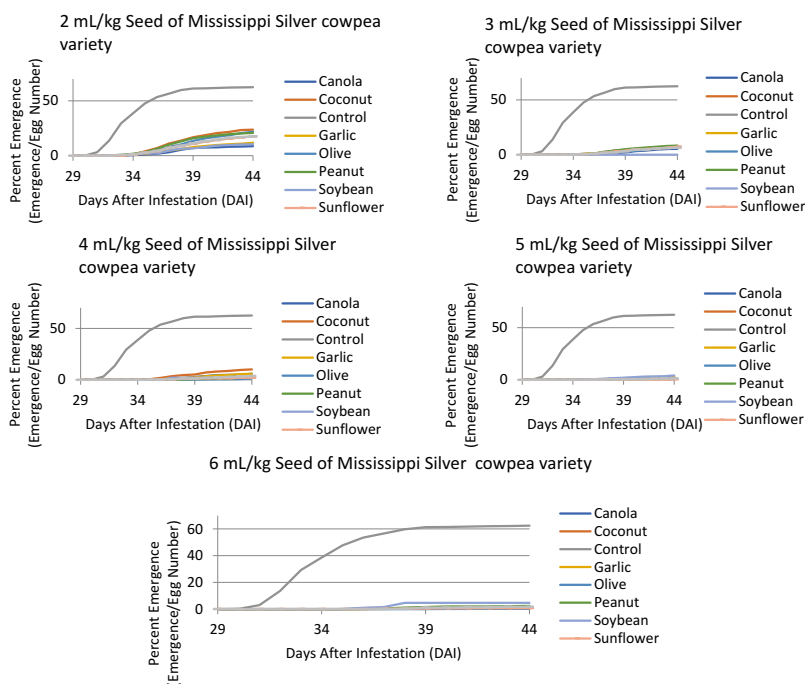 2 mL/kg Seed of Mississippi Silver cowpea
variety
Percent Emergence
(Emergence/Egg Number)
50
0
29
34
39
44
Days After Infestation (DAI)
Canola
Coconut
Control
Garlic
Olive
Peanut
Soybean
Sunflower
3 mL/kg Seed of Mississippi Silver
cowpea variety
Percent Emergence
(Emergence/Egg Number)
50
0
29
34
39
44
Days After Infestation (DAI)
Canola
Coconut
Control
Garlic
Olive
Peanut
Soybean
Sunflower
4 mL/kg Seed of Mississippi Silver
cowpea variety
Percent Emergence
(Emergence/Egg Number)
50
0
29
34
39
44
Days After Infestation (DAI)
Canola
Coconut
Control
Garlic
Olive
Peanut
Soybean
Sunflower
5 mL/kg Seed of Mississippi Silver
cowpea variety
Percent Emergence
(Emergence/Egg Number)
50
0
29
34
39
44
Days After Infestation (DAI)
Canola
Coconut
Control
Garlic
Olive
Peanut
Soybean
Sunflower
6 mL/kg Seed of Mississippi Silver cowpea variety
Percent Emergence
(Emergence/Egg Number)
60
40
20
0
29
34
39
44
Days After Infestation (DAI)
Canola
Coconut
Control
Garlic
Olive
Peanut
Soybean
Sunflower